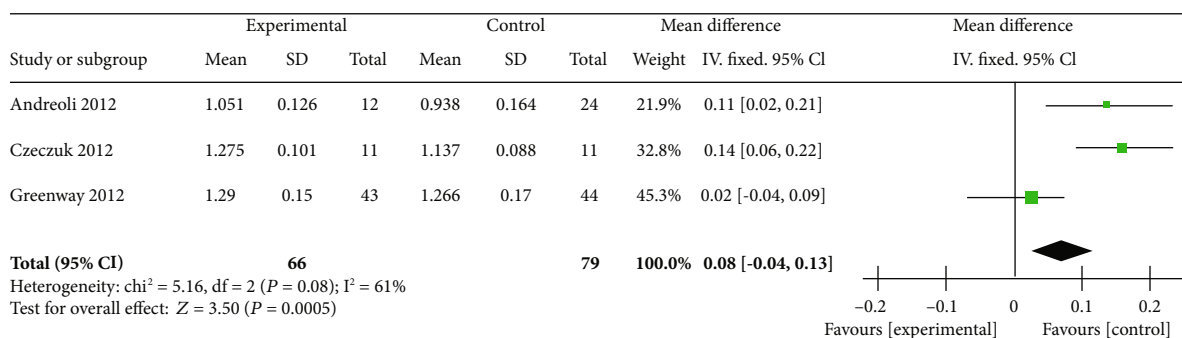 Experimental Control Mean difference Mean difference
Study or subgroup Mean SD Total Mean SD Total Weight IV. fixed. 95% Cl IV. fixed. 95% Cl
Andreoli 2012 1.051 0.126 12 0.938 0.164 24 21.9% 0.11 [0.02, 0.21]
Czeczuk 2012 1.275 0.101 11 1.137 0.088 11 32.8% 0.14 [0.06, 0.22]
Greenway 2012 1.29 0.15 43 1.266 0.17 44 45.3% 0.02 [-0.04, 0.09]
Total (95% CI) 66 79 100.0% 0.08 [-0.04, 0.13]
Heterogeneity: chi² = 5.16, df = 2 (P = 0.08); I² = 61%
Test for overall effect: Z = 3.50 (P = 0.0005)
–0.2 –0.1 0 0.1 0.2
Favours [experimental] Favours [control]